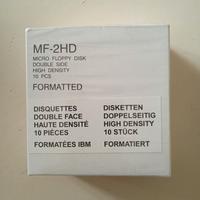 MF-2HD
MICRO FLOPPY DISK
DOUBLE SIDE
HIGH DENSITY
10 PCS
FORMATTED
DISQUETTES
DOUBLE FACE
HAUTE DENSITÉ
10 PIÈCES
FORMATÉES IBM
DISKETTEN
DOPPELSEITIG
HIGH DENSITY
10 STÜCK
FORMATIERT